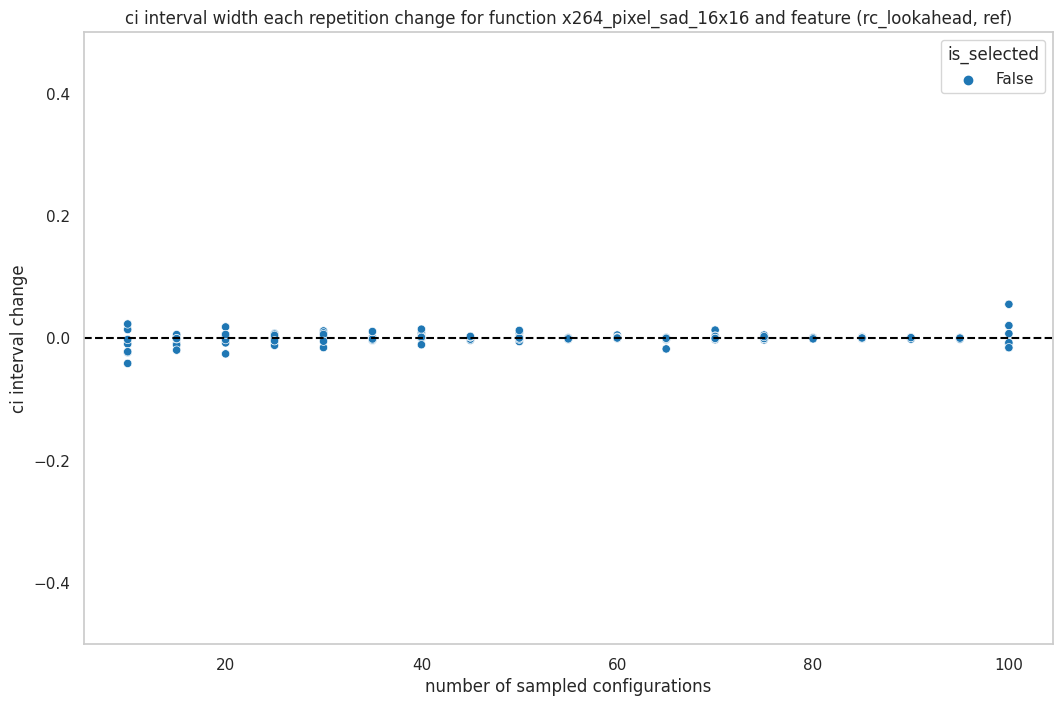 ci interval width each repetition change for function x264_pixel_sad_16x16 and feature (rc_lookahead, ref)
is_selected
False
ci interval change
0.4
0.2
0.0
−0.2
−0.4
20
40
60
80
100
number of sampled configurations